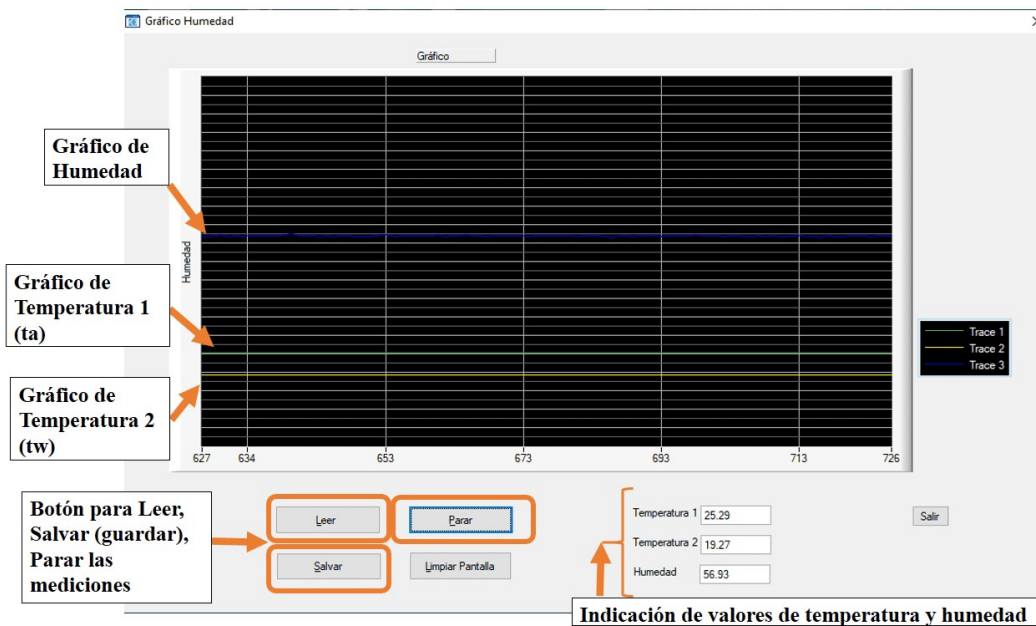 Gráfico Humedad
Gráfico
Gráfico de
Humedad
Humedad
Gráfico de
Temperatura 1
(ta)
Trace 1
Trace 2
Trace 3
Gráfico de
Temperatura 2
(tw)
627 634 653 673 693 713 726
Botón para Leer,
Salvar (guardar),
Parar las
mediciones
Leer
Parar
Salvar
Limpiar Pantalla
Temperatura 1 25.29
Temperatura 2 19.27
Humedad 56.93
Salir
Indicación de valores de temperatura y humedad